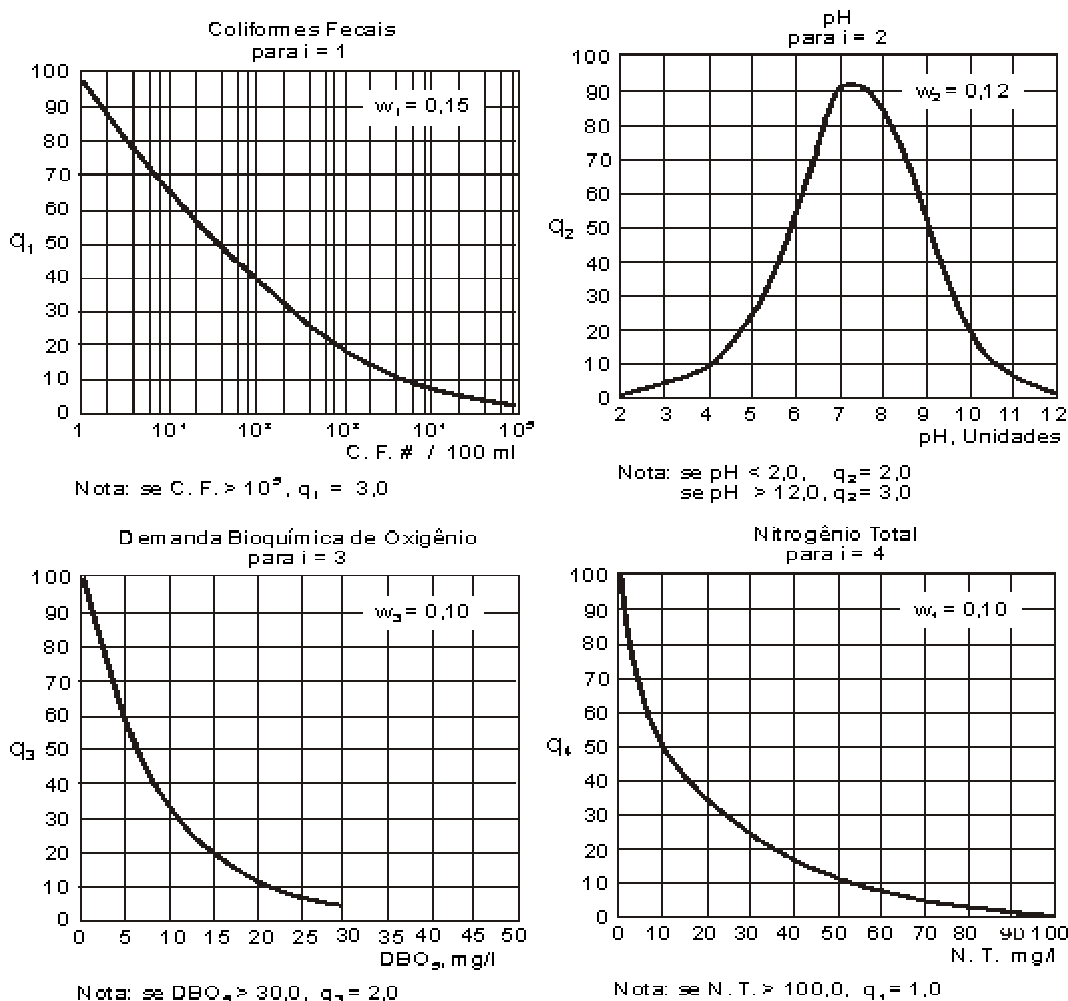 Coliformes Fecais
para i = 1
w₁ = 0,15
100
90
80
70
60
50
40
30
20
10
0
q₁
1 10¹ 10² 10³ 10⁴ 10⁵
C. F. # / 100 ml
Nota: se C. F. > 10⁵, q₁ = 3,0
pH
para i = 2
w₂ = 0,12
100
90
80
70
60
50
40
30
20
10
0
q₂
2 3 4 5 6 7 8 9 10 11 12
pH, Unidades
Nota: se pH < 2,0, q₂ = 2,0
se pH > 12,0, q₂ = 3,0
Demanda Bioquímica de Oxigênio
para i = 3
w₃ = 0,10
100
90
80
70
60
50
40
30
20
10
0
q₃
0 5 10 15 20 25 30 35 40 45 50
DBO₅, mg/l
Nota: se DBO₅ > 30,0, q₃ = 2,0
Nitrogênio Total
para i = 4
w₄ = 0,10
100
90
80
70
60
50
40
30
20
10
0
q₄
0 10 20 30 40 50 60 70 80 90 100
N. T. mg/l
Nota: se N. T. > 100,0, q₄ = 1,0